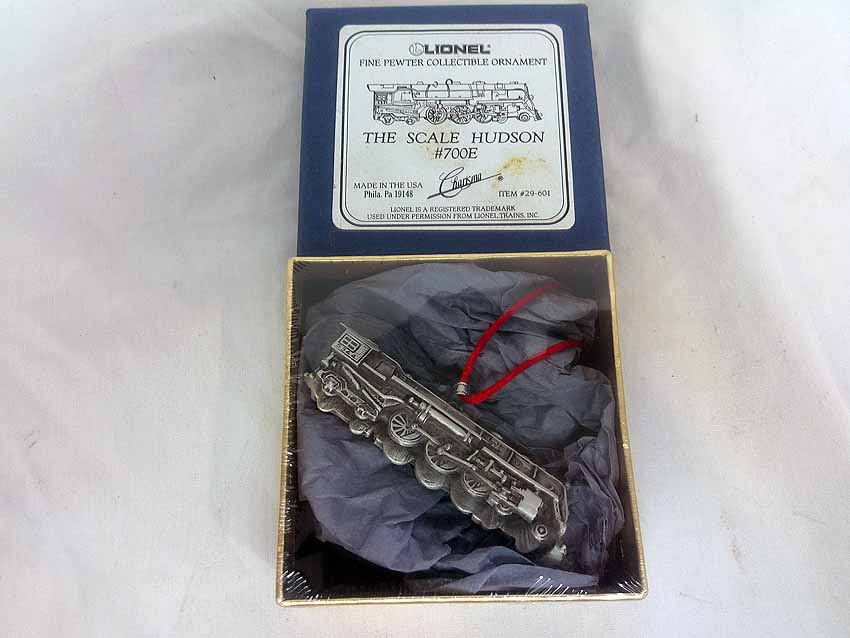 LIONEL
FINE PEWTER COLLECTIBLE ORNAMENT
THE SCALE HUDSON
#700E
MADE IN THE USA
Phila. Pa 19148
Charisma ®
ITEM #29-601
LIONEL IS A REGISTERED TRADEMARK
USED UNDER PERMISSION FROM LIONEL TRAINS, INC.